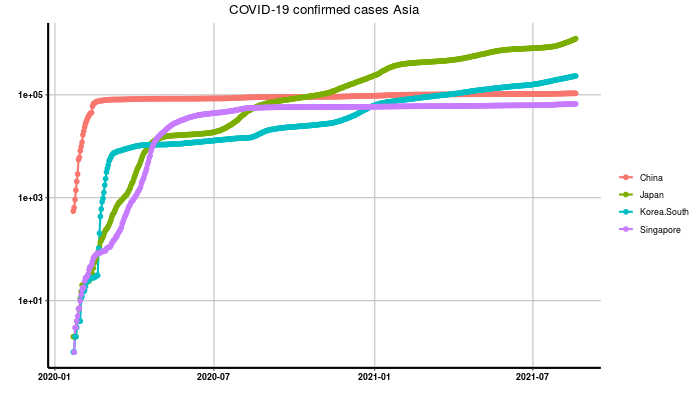 COVID-19 confirmed cases Asia
1e+05
1e+03
1e+01
2020-01
2020-07
2021-01
2021-07
China
Japan
Korea.South
Singapore